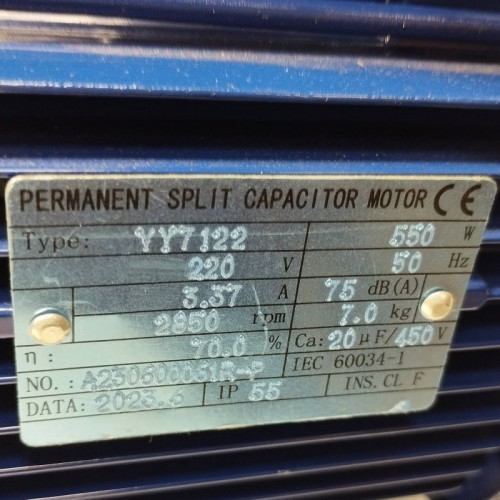 PERMANENT SPLIT CAPACITOR MOTOR CE
Type: YY7122 550 W
220 V 50 Hz
3.37 A 75 dB(A)
2850 rpm 7.0 kg
η: 70.0 % Ca: 20 μF/450 V
IEC 60034-1
NO.:
DATA: 2023.6 IP 55 INS.CL F